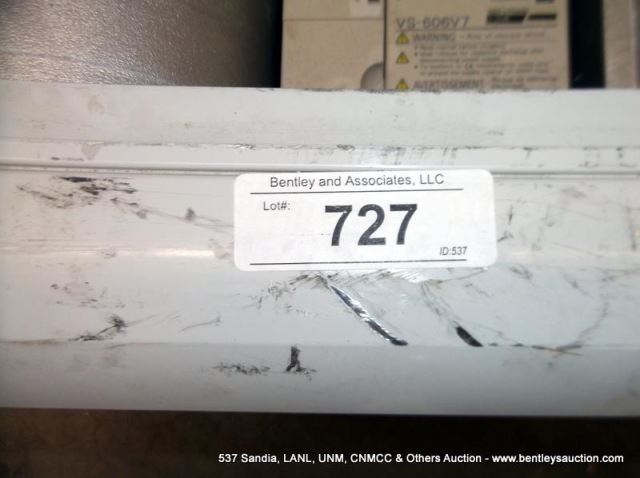 VS-606V7
WARNING
AVERTISSEMENT
Bentley and Associates, LLC
Lot#:
727
ID:537
537 Sandia, LANL, UNM, CNMCC & Others Auction - www.bentleysauction.com